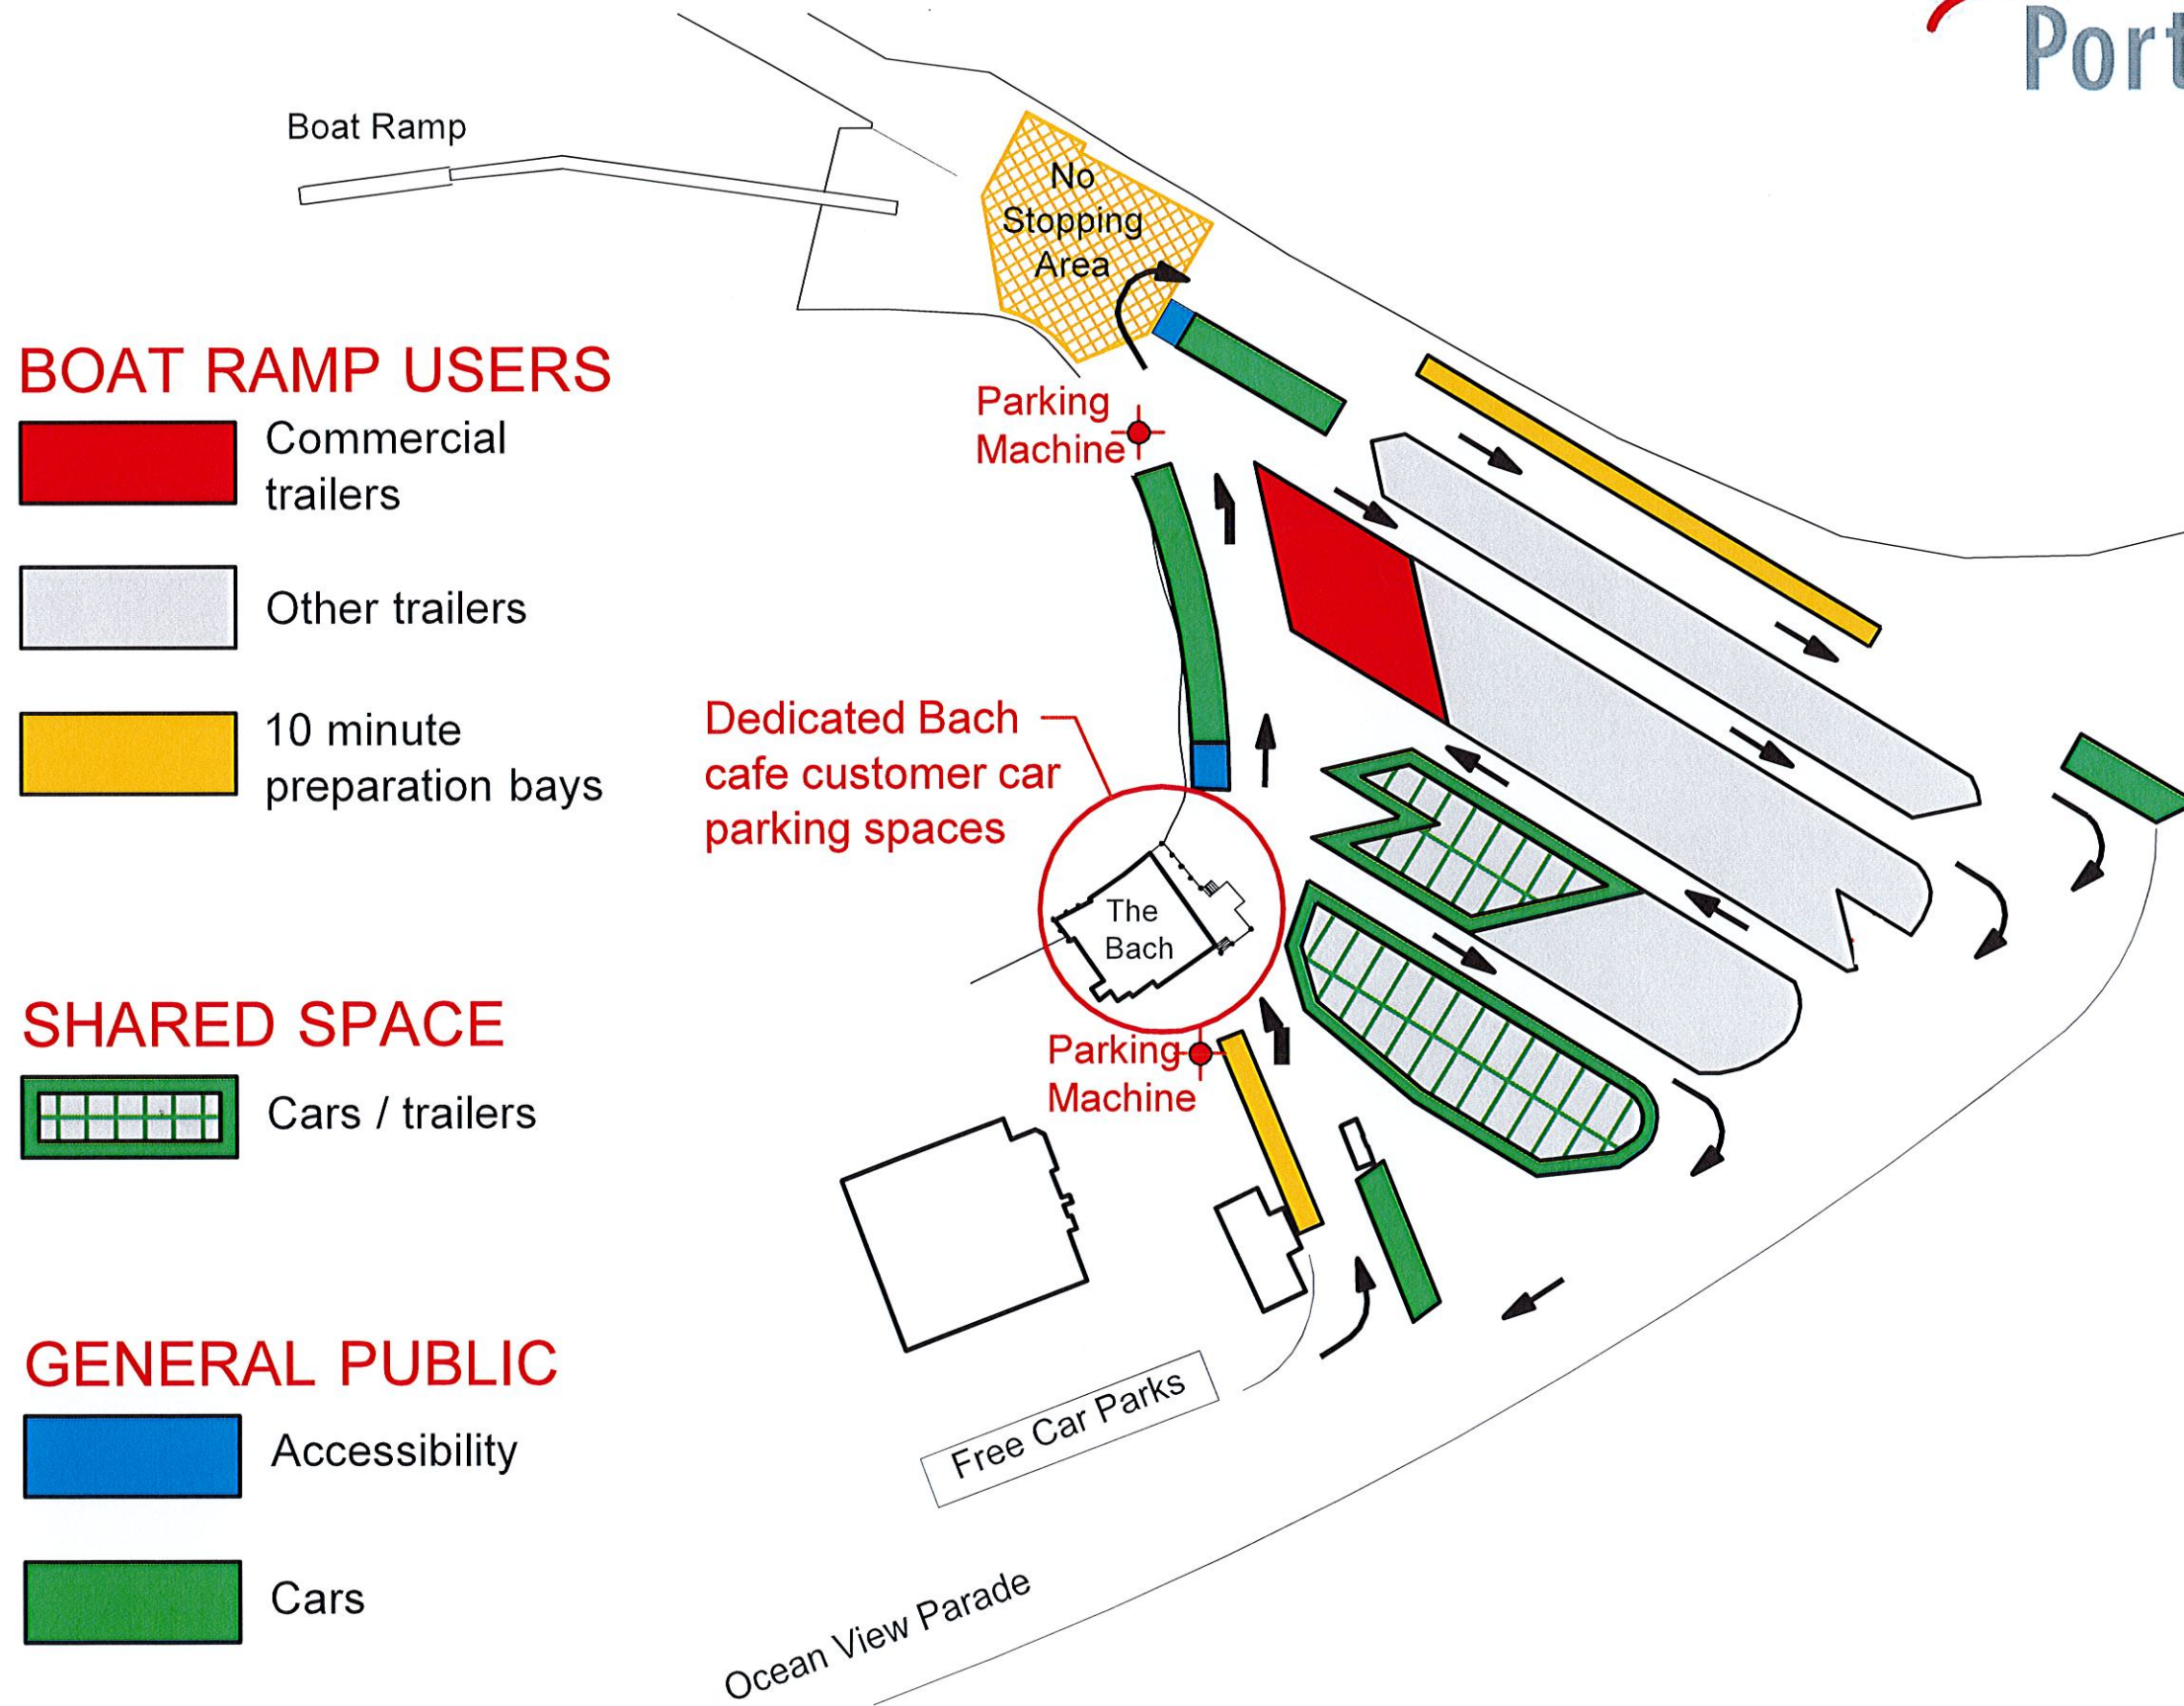 Port
Boat Ramp
No
Stopping
Area
BOAT RAMP USERS
Commercial
trailers
Other trailers
10 minute
preparation bays
Parking
Machine
Dedicated Bach
cafe customer car
parking spaces
The
Bach
Parking
Machine
SHARED SPACE
Cars / trailers
GENERAL PUBLIC
Accessibility
Cars
Free Car Parks
Ocean View Parade